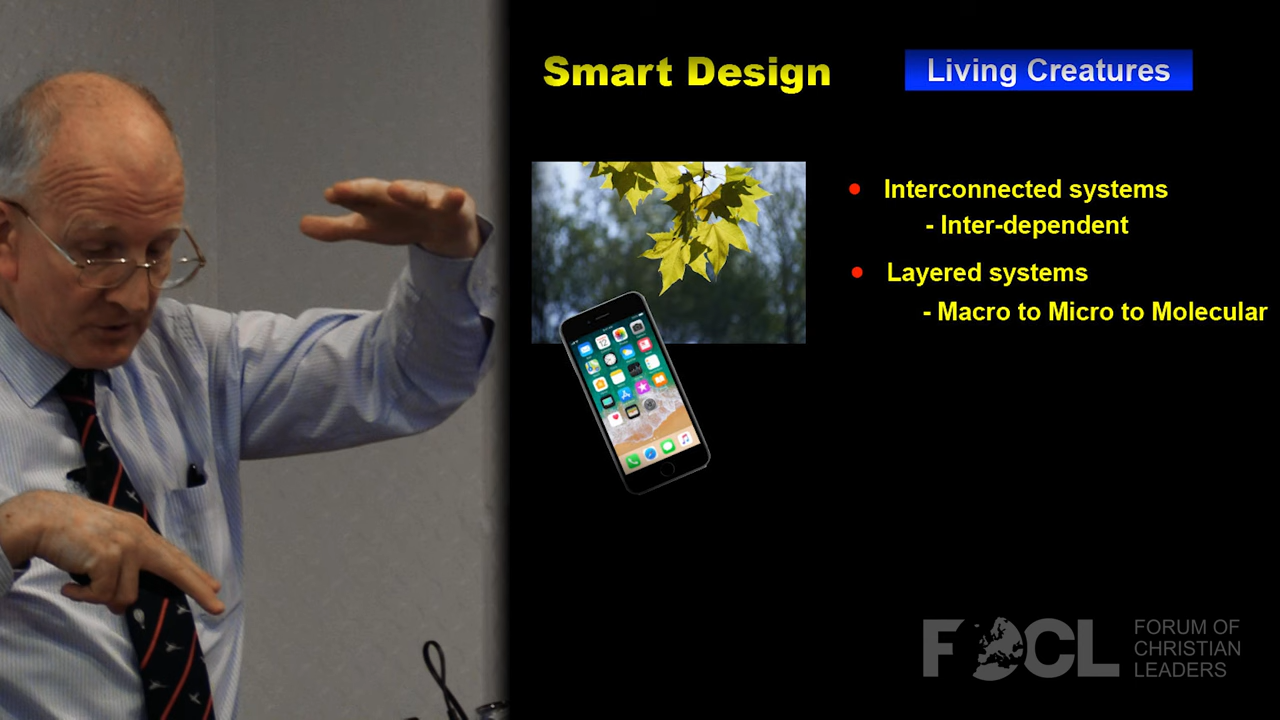 Smart Design
Living Creatures
Interconnected systems
- Inter-dependent
Layered systems
- Macro to Micro to Molecular
FOCL
FORUM OF
CHRISTIAN
LEADERS